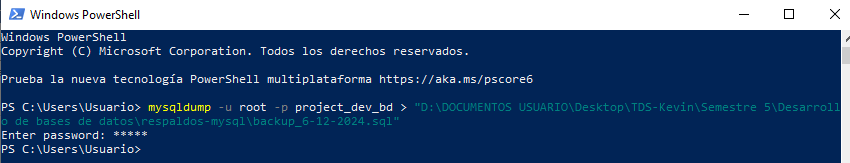 Windows PowerShell
Windows PowerShell
Copyright (C) Microsoft Corporation. Todos los derechos reservados.
Prueba la nueva tecnología PowerShell multiplataforma https://aka.ms/pscore6
PS C:\Users\Usuario> mysqldump -u root -p project_dev_bd > "D:\DOCUMENTOS USUARIO\Desktop\TDS-Kevin\Semestre 5\Desarroll
o de bases de datos\respaldos-mysql\backup_6-12-2024.sql"
Enter password: *****
PS C:\Users\Usuario>